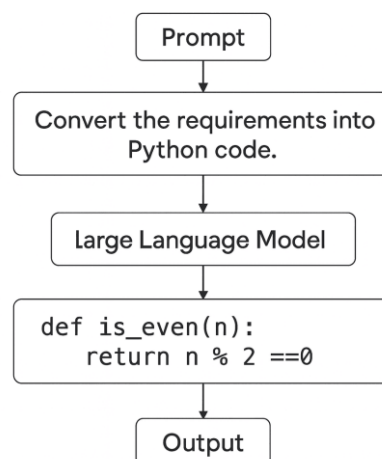 Prompt
Convert the requirements into
Python code.
Large Language Model
def is_even(n):
    return n % 2 ==0
Output